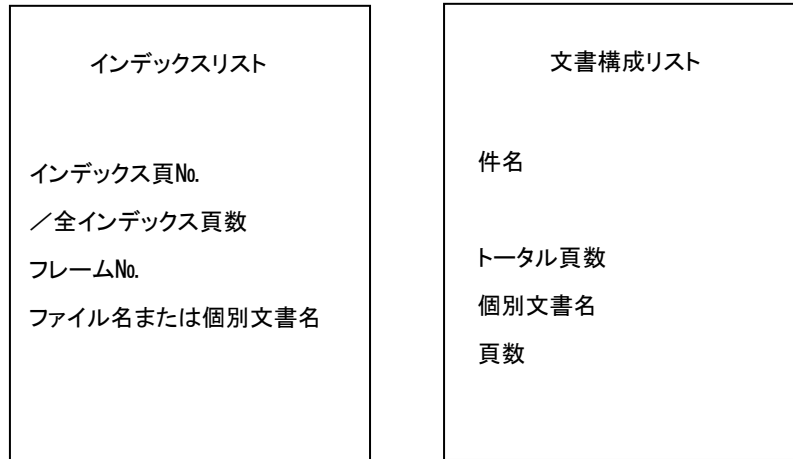 インデックスリスト
インデックス頁№
／全インデックス頁数
フレーム№
ファイル名または個別文書名
文書構成リスト
件名
トータル頁数
個別文書名
頁数